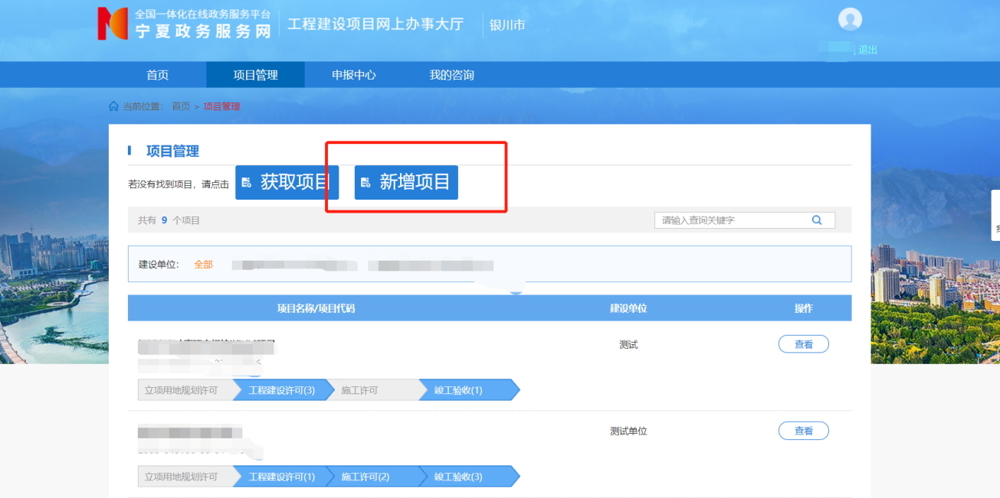 全国一体化在线政务服务平台
宁夏政务服务网
工程建设项目网上办事大厅
银川市
退出
首页 项目管理 申报中心 我的咨询
当前位置： 首页 > 项目管理
项目管理
若没有找到项目，请点击 获取项目 新增项目
共有 9 个项目 请输入查询关键字
建设单位： 全部
项目名称/项目代码 建设单位 操作
测试 查看
立项用地规划许可 工程建设许可(3) 施工许可 竣工验收(1)
测试单位 查看
立项用地规划许可 工程建设许可(1) 施工许可(2) 竣工验收(3)